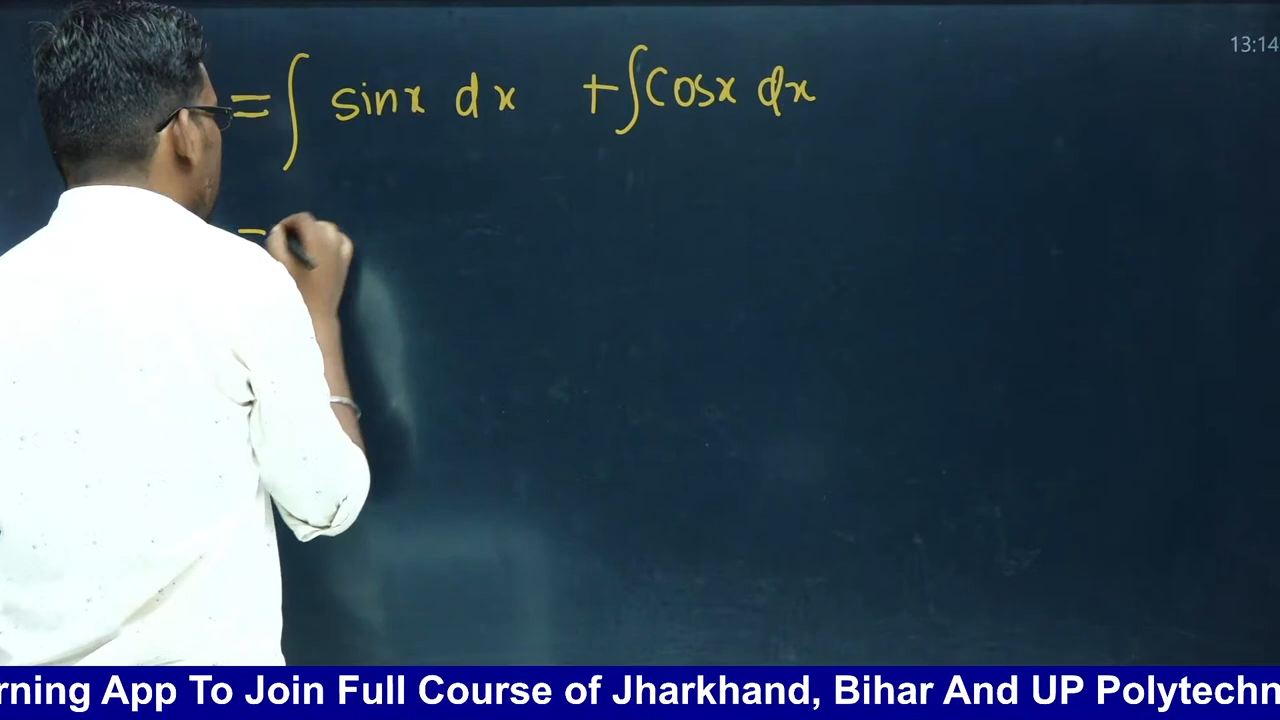 13:14
= ∫ sinx dx + ∫ cosx dx
=
rning App To Join Full Course of Jharkhand, Bihar And UP Polytechn